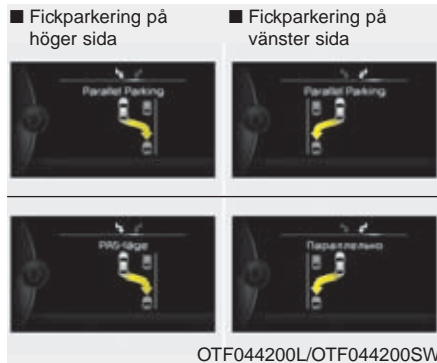 ■ Fickparkering på
höger sida
■ Fickparkering på
vänster sida
Parallel Parking
Parallel Parking
PAS-läge
Параллельно
OTF044200L/OTF044200SW